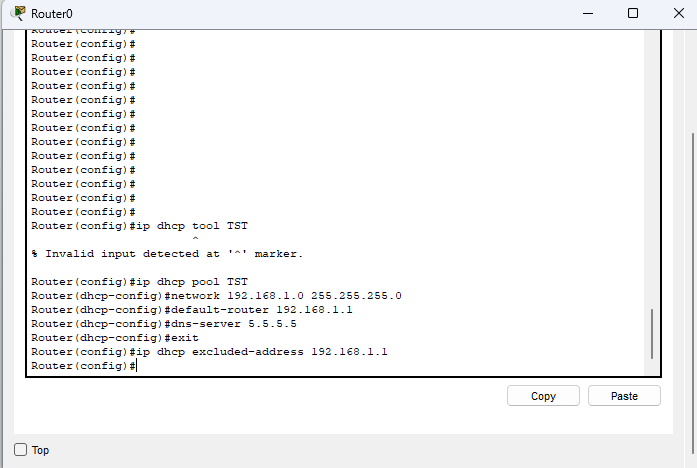 Router0
Router(config)#
Router(config)#
Router(config)#
Router(config)#
Router(config)#
Router(config)#
Router(config)#
Router(config)#
Router(config)#
Router(config)#
Router(config)#
Router(config)#
Router(config)#
Router(config)#
Router(config)#ip dhcp tool TST
^
% Invalid input detected at '^' marker.
Router(config)#ip dhcp pool TST
Router(dhcp-config)#network 192.168.1.0 255.255.255.0
Router(dhcp-config)#default-router 192.168.1.1
Router(dhcp-config)#dns-server 5.5.5.5
Router(dhcp-config)#exit
Router(config)#ip dhcp excluded-address 192.168.1.1
Router(config)#
Copy
Paste
Top